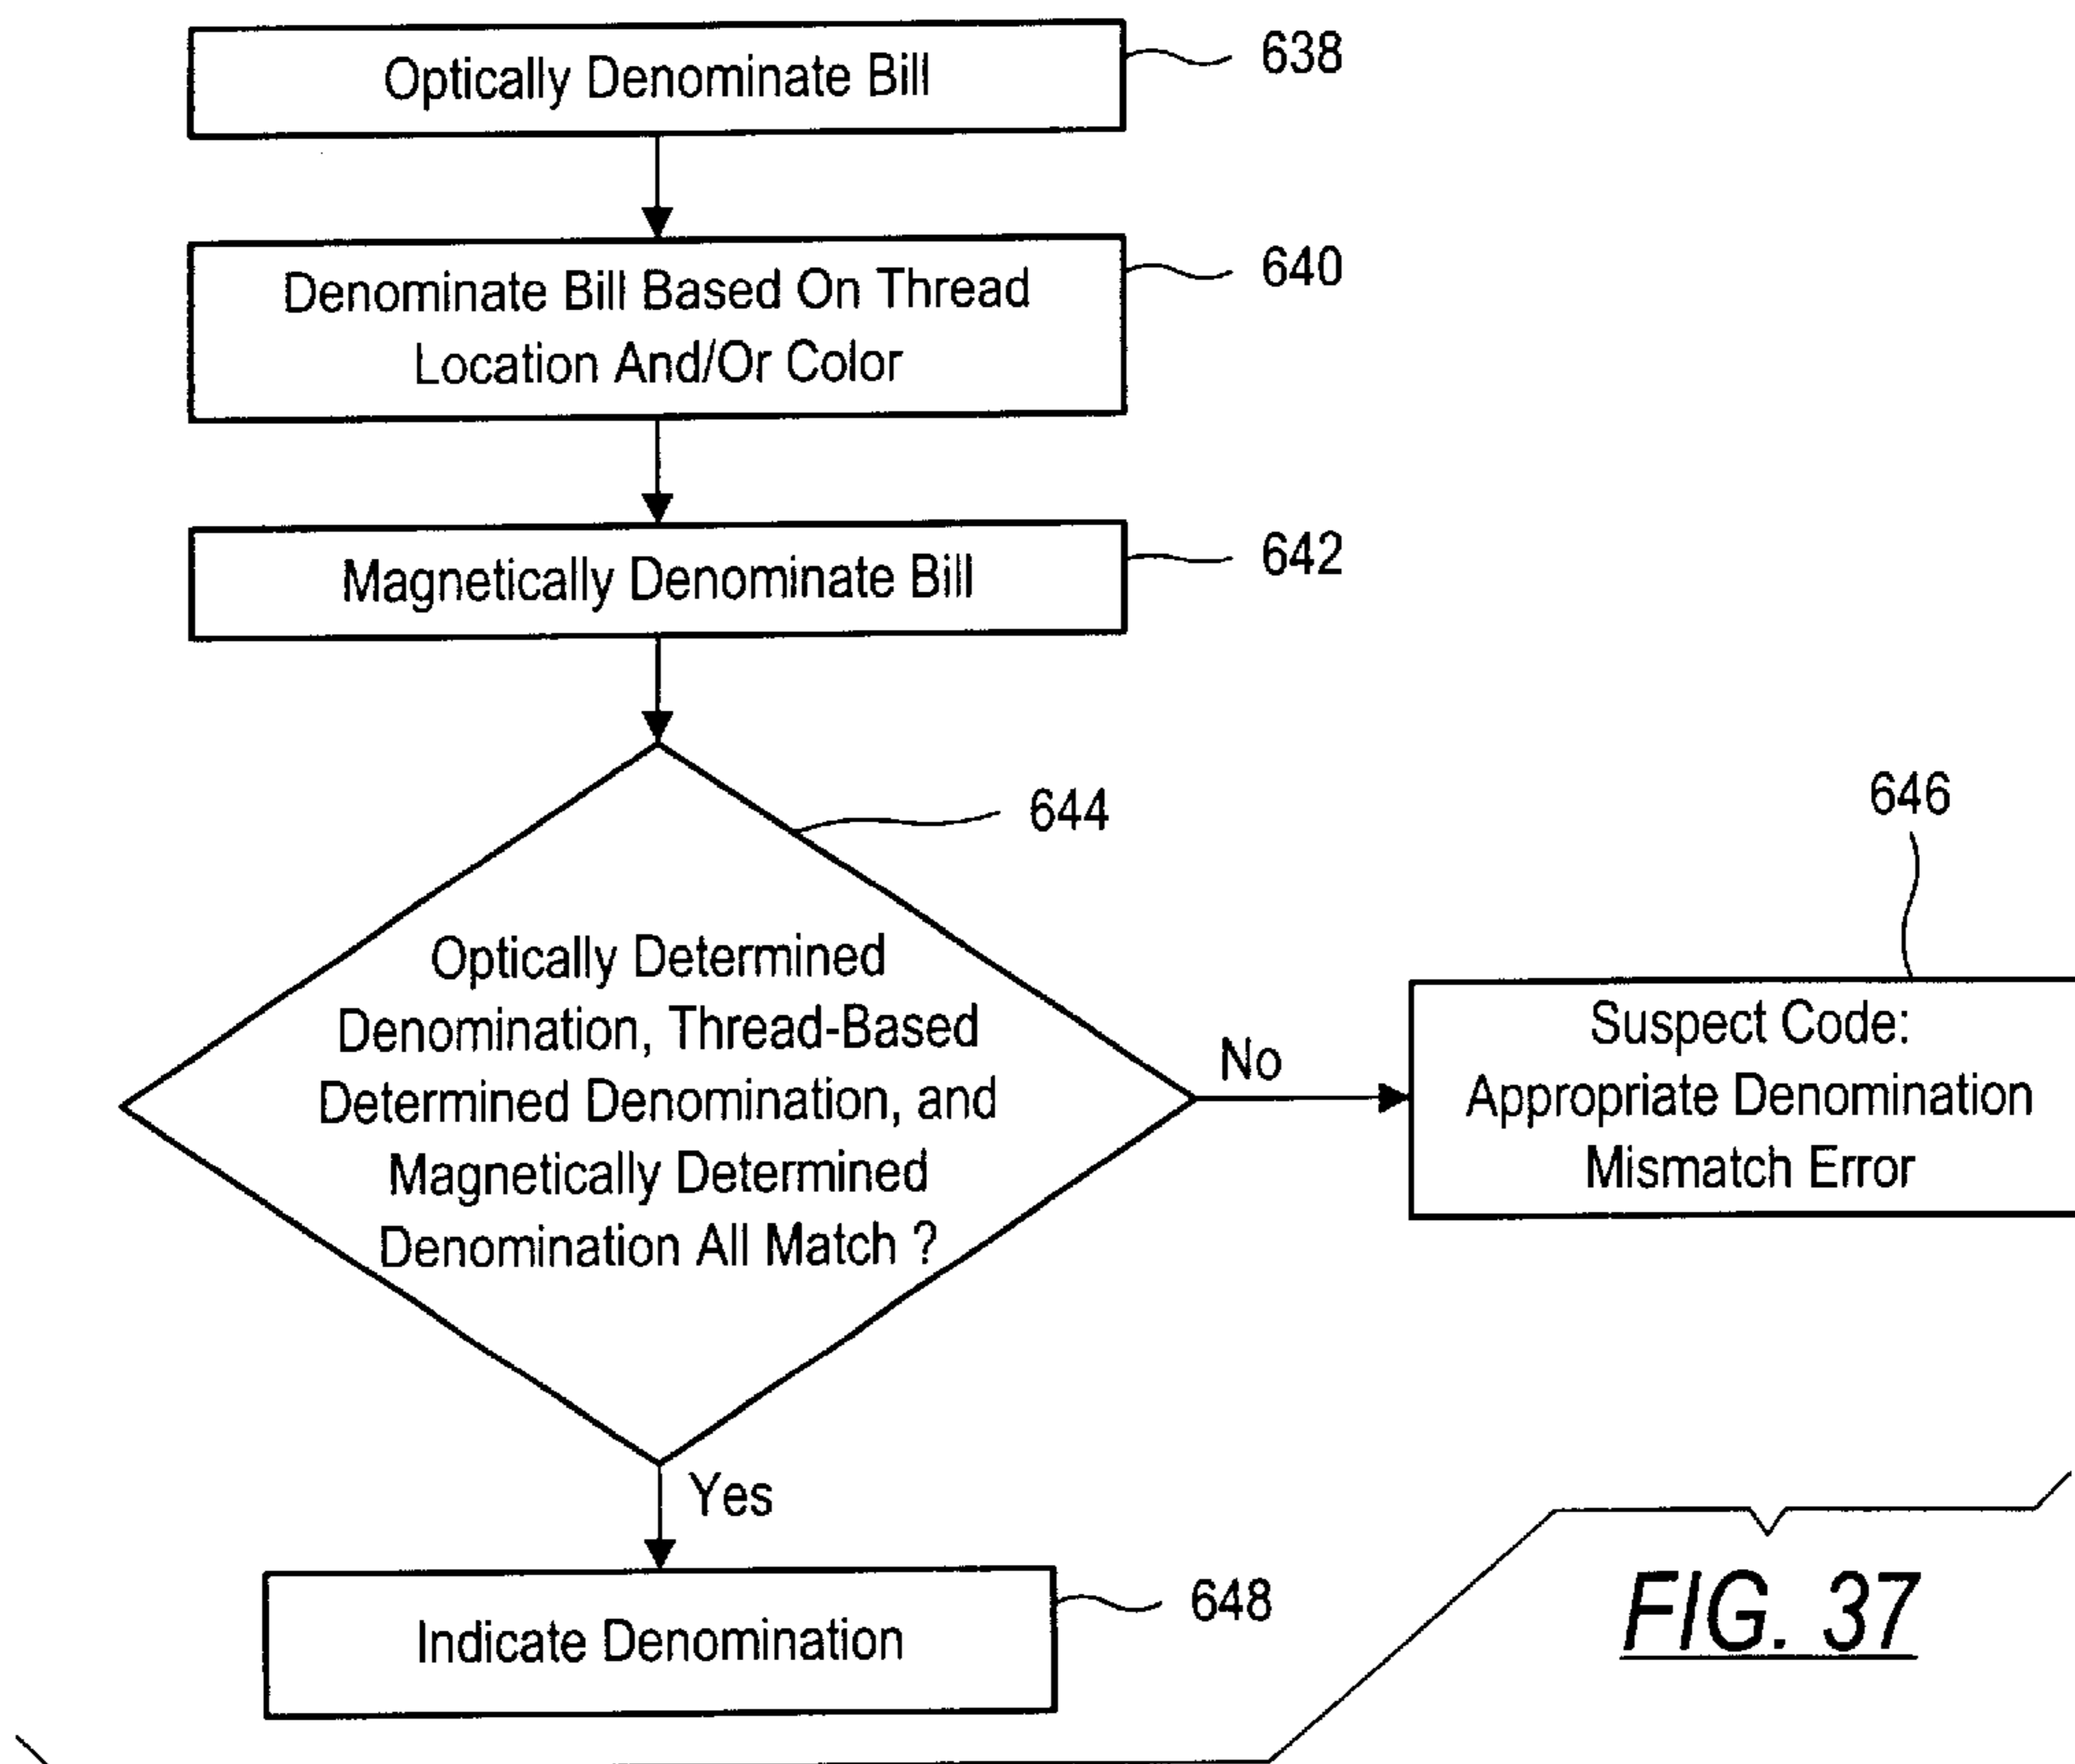 Optically Denominate Bill
638
Denominate Bill Based On Thread
Location And/Or Color
640
Magnetically Denominate Bill
642
644
Optically Determined
Denomination, Thread-Based
Determined Denomination, and
Magnetically Determined
Denomination All Match ?
No
646
Suspect Code:
Appropriate Denomination
Mismatch Error
Yes
Indicate Denomination
648
FIG. 37